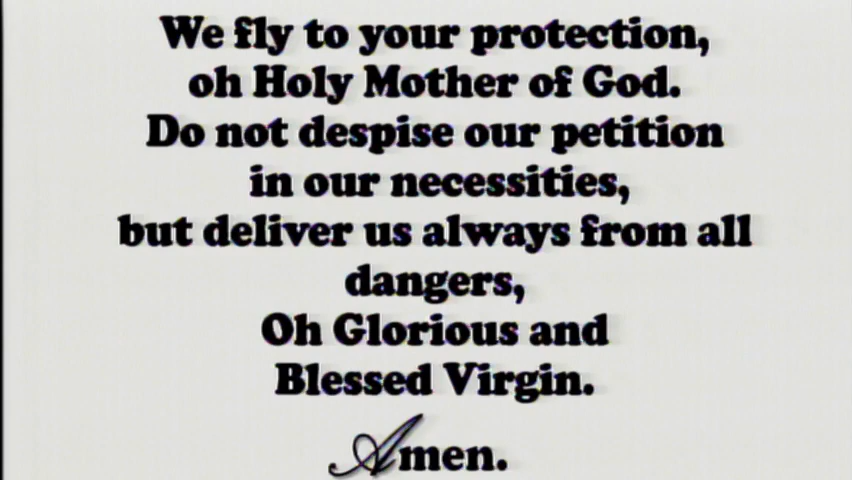 We fly to your protection,
oh Holy Mother of God.
Do not despise our petition
in our necessities,
but deliver us always from all
dangers,
Oh Glorious and
Blessed Virgin.
Amen.